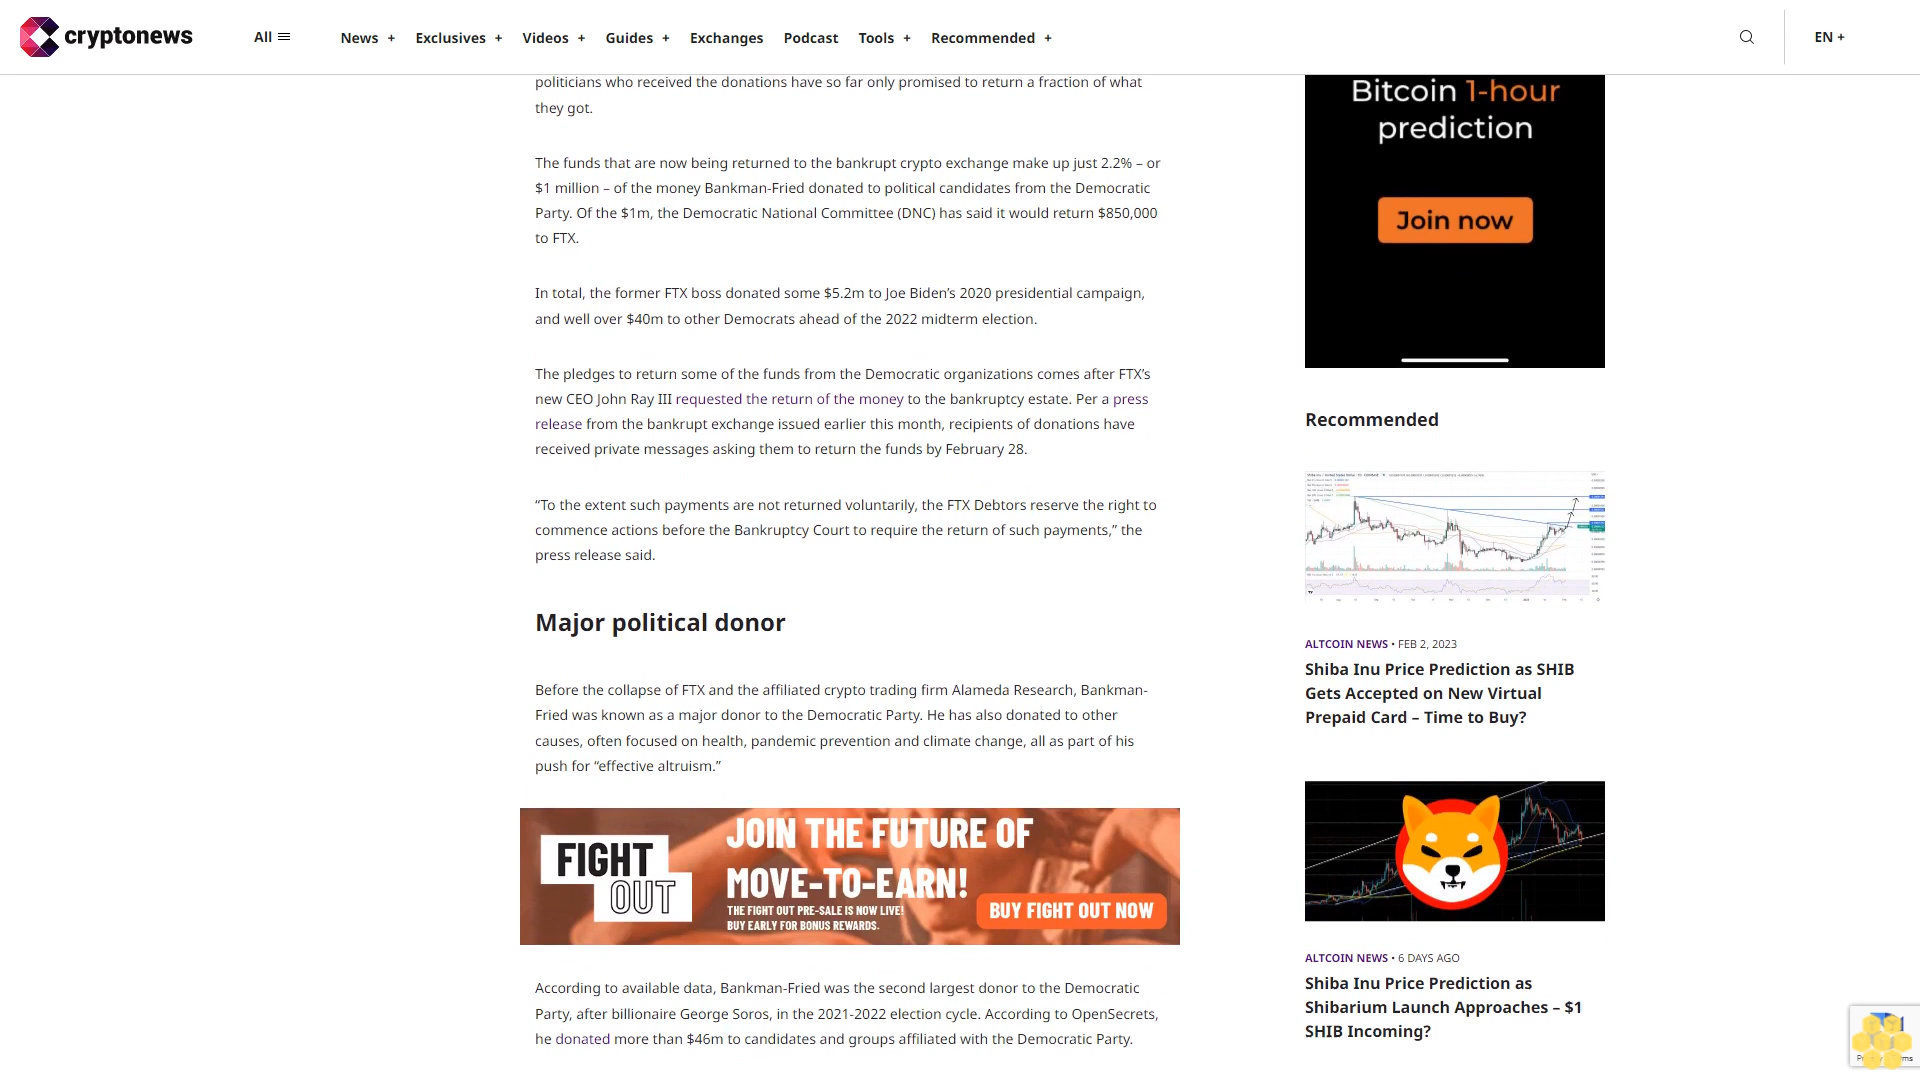 cryptonews
All
News +
Exclusives +
Videos +
Guides +
Exchanges
Podcast
Tools +
Recommended +
EN +
politicians who received the donations have so far only promised to return a fraction of what
they got.
The funds that are now being returned to the bankrupt crypto exchange make up just 2.2% – or
$1 million – of the money Bankman-Fried donated to political candidates from the Democratic
Party. Of the $1m, the Democratic National Committee (DNC) has said it would return $850,000
to FTX.
In total, the former FTX boss donated some $5.2m to Joe Biden’s 2020 presidential campaign,
and well over $40m to other Democrats ahead of the 2022 midterm election.
The pledges to return some of the funds from the Democratic organizations comes after FTX’s
new CEO John Ray III requested the return of the money to the bankruptcy estate. Per a press
release from the bankrupt exchange issued earlier this month, recipients of donations have
received private messages asking them to return the funds by February 28.
“To the extent such payments are not returned voluntarily, the FTX Debtors reserve the right to
commence actions before the Bankruptcy Court to require the return of such payments,” the
press release said.
Major political donor
Before the collapse of FTX and the affiliated crypto trading firm Alameda Research, Bankman-
Fried was known as a major donor to the Democratic Party. He has also donated to other
causes, often focused on health, pandemic prevention and climate change, all as part of his
push for “effective altruism.”
FIGHT
OUT
JOIN THE FUTURE OF
MOVE-TO-EARN!
THE FIGHT OUT PRE-SALE IS NOW LIVE!
BUY EARLY FOR BONUS REWARDS.
BUY FIGHT OUT NOW
According to available data, Bankman-Fried was the second largest donor to the Democratic
Party, after billionaire George Soros, in the 2021-2022 election cycle. According to OpenSecrets,
he donated more than $46m to candidates and groups affiliated with the Democratic Party.
Bitcoin 1-hour
prediction
Join now
Recommended
ALTCOIN NEWS • FEB 2, 2023
Shiba Inu Price Prediction as SHIB
Gets Accepted on New Virtual
Prepaid Card – Time to Buy?
ALTCOIN NEWS • 6 DAYS AGO
Shiba Inu Price Prediction as
Shibarium Launch Approaches – $1
SHIB Incoming?